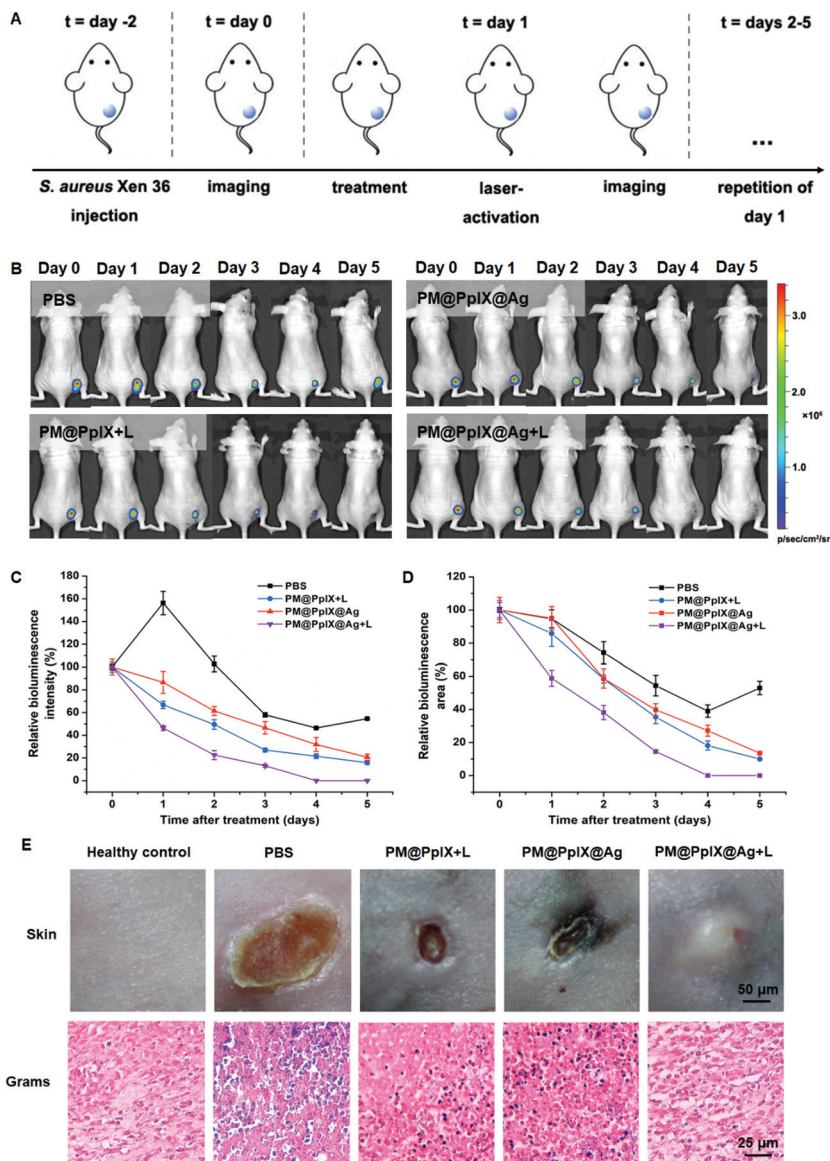 A
t = day -2
t = day 0
t = day 1
t = days 2-5
...
S. aureus Xen 36
injection
imaging
treatment
laser-
activation
imaging
repetition of
day 1
B
Day 0 Day 1 Day 2 Day 3 Day 4 Day 5
PBS
Day 0 Day 1 Day 2 Day 3 Day 4 Day 5
PM@PpIX@Ag
PM@PpIX+L
PM@PpIX@Ag+L
3.0
2.0
×10⁶
1.0
p/sec/cm²/sr
C
Relative bioluminescence
intensity (%)
180
160
140
120
100
80
60
40
20
0
PBS
PM@PpIX+L
PM@PpIX@Ag
PM@PpIX@Ag+L
0 1 2 3 4 5
Time after treatment (days)
D
Relative bioluminescence
area (%)
120
100
80
60
40
20
0
PBS
PM@PpIX+L
PM@PpIX@Ag
PM@PpIX@Ag+L
0 1 2 3 4 5
Time after treatment (days)
E
Healthy control
PBS
PM@PpIX+L
PM@PpIX@Ag
PM@PpIX@Ag+L
Skin
50 μm
Grams
25 μm